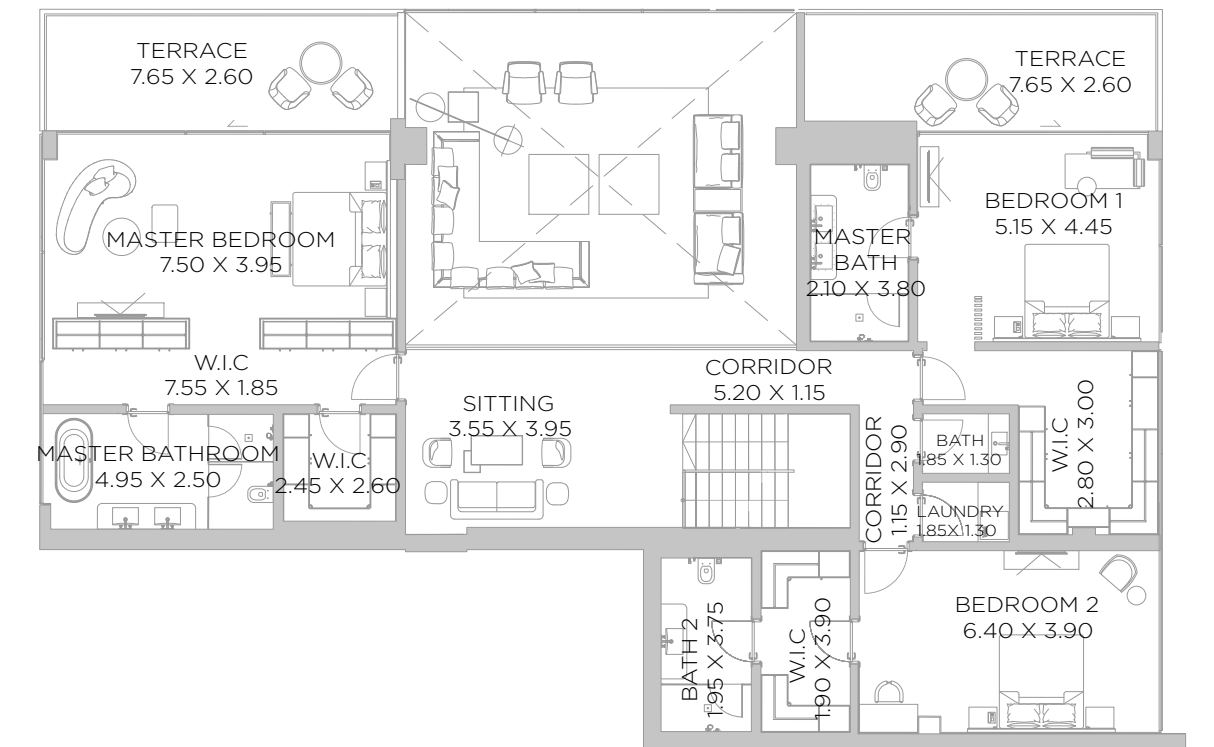 TERRACE
7.65 X 2.60
TERRACE
7.65 X 2.60
MASTER BEDROOM
7.50 X 3.95
MASTER
BATH
2.10 X 3.80
BEDROOM 1
5.15 X 4.45
W.I.C
7.55 X 1.85
CORRIDOR
5.20 X 1.15
SITTING
3.55 X 3.95
MASTER BATHROOM
4.95 X 2.50
W.I.C
2.45 X 2.60
CORRIDOR
1.15 X 2.90
BATH
1.85 X 1.30
W.I.C
2.80 X 3.00
LAUNDRY
1.85X 1.30
BATH 2
1.95 X 3.75
W.I.C
1.90 X 3.90
BEDROOM 2
6.40 X 3.90